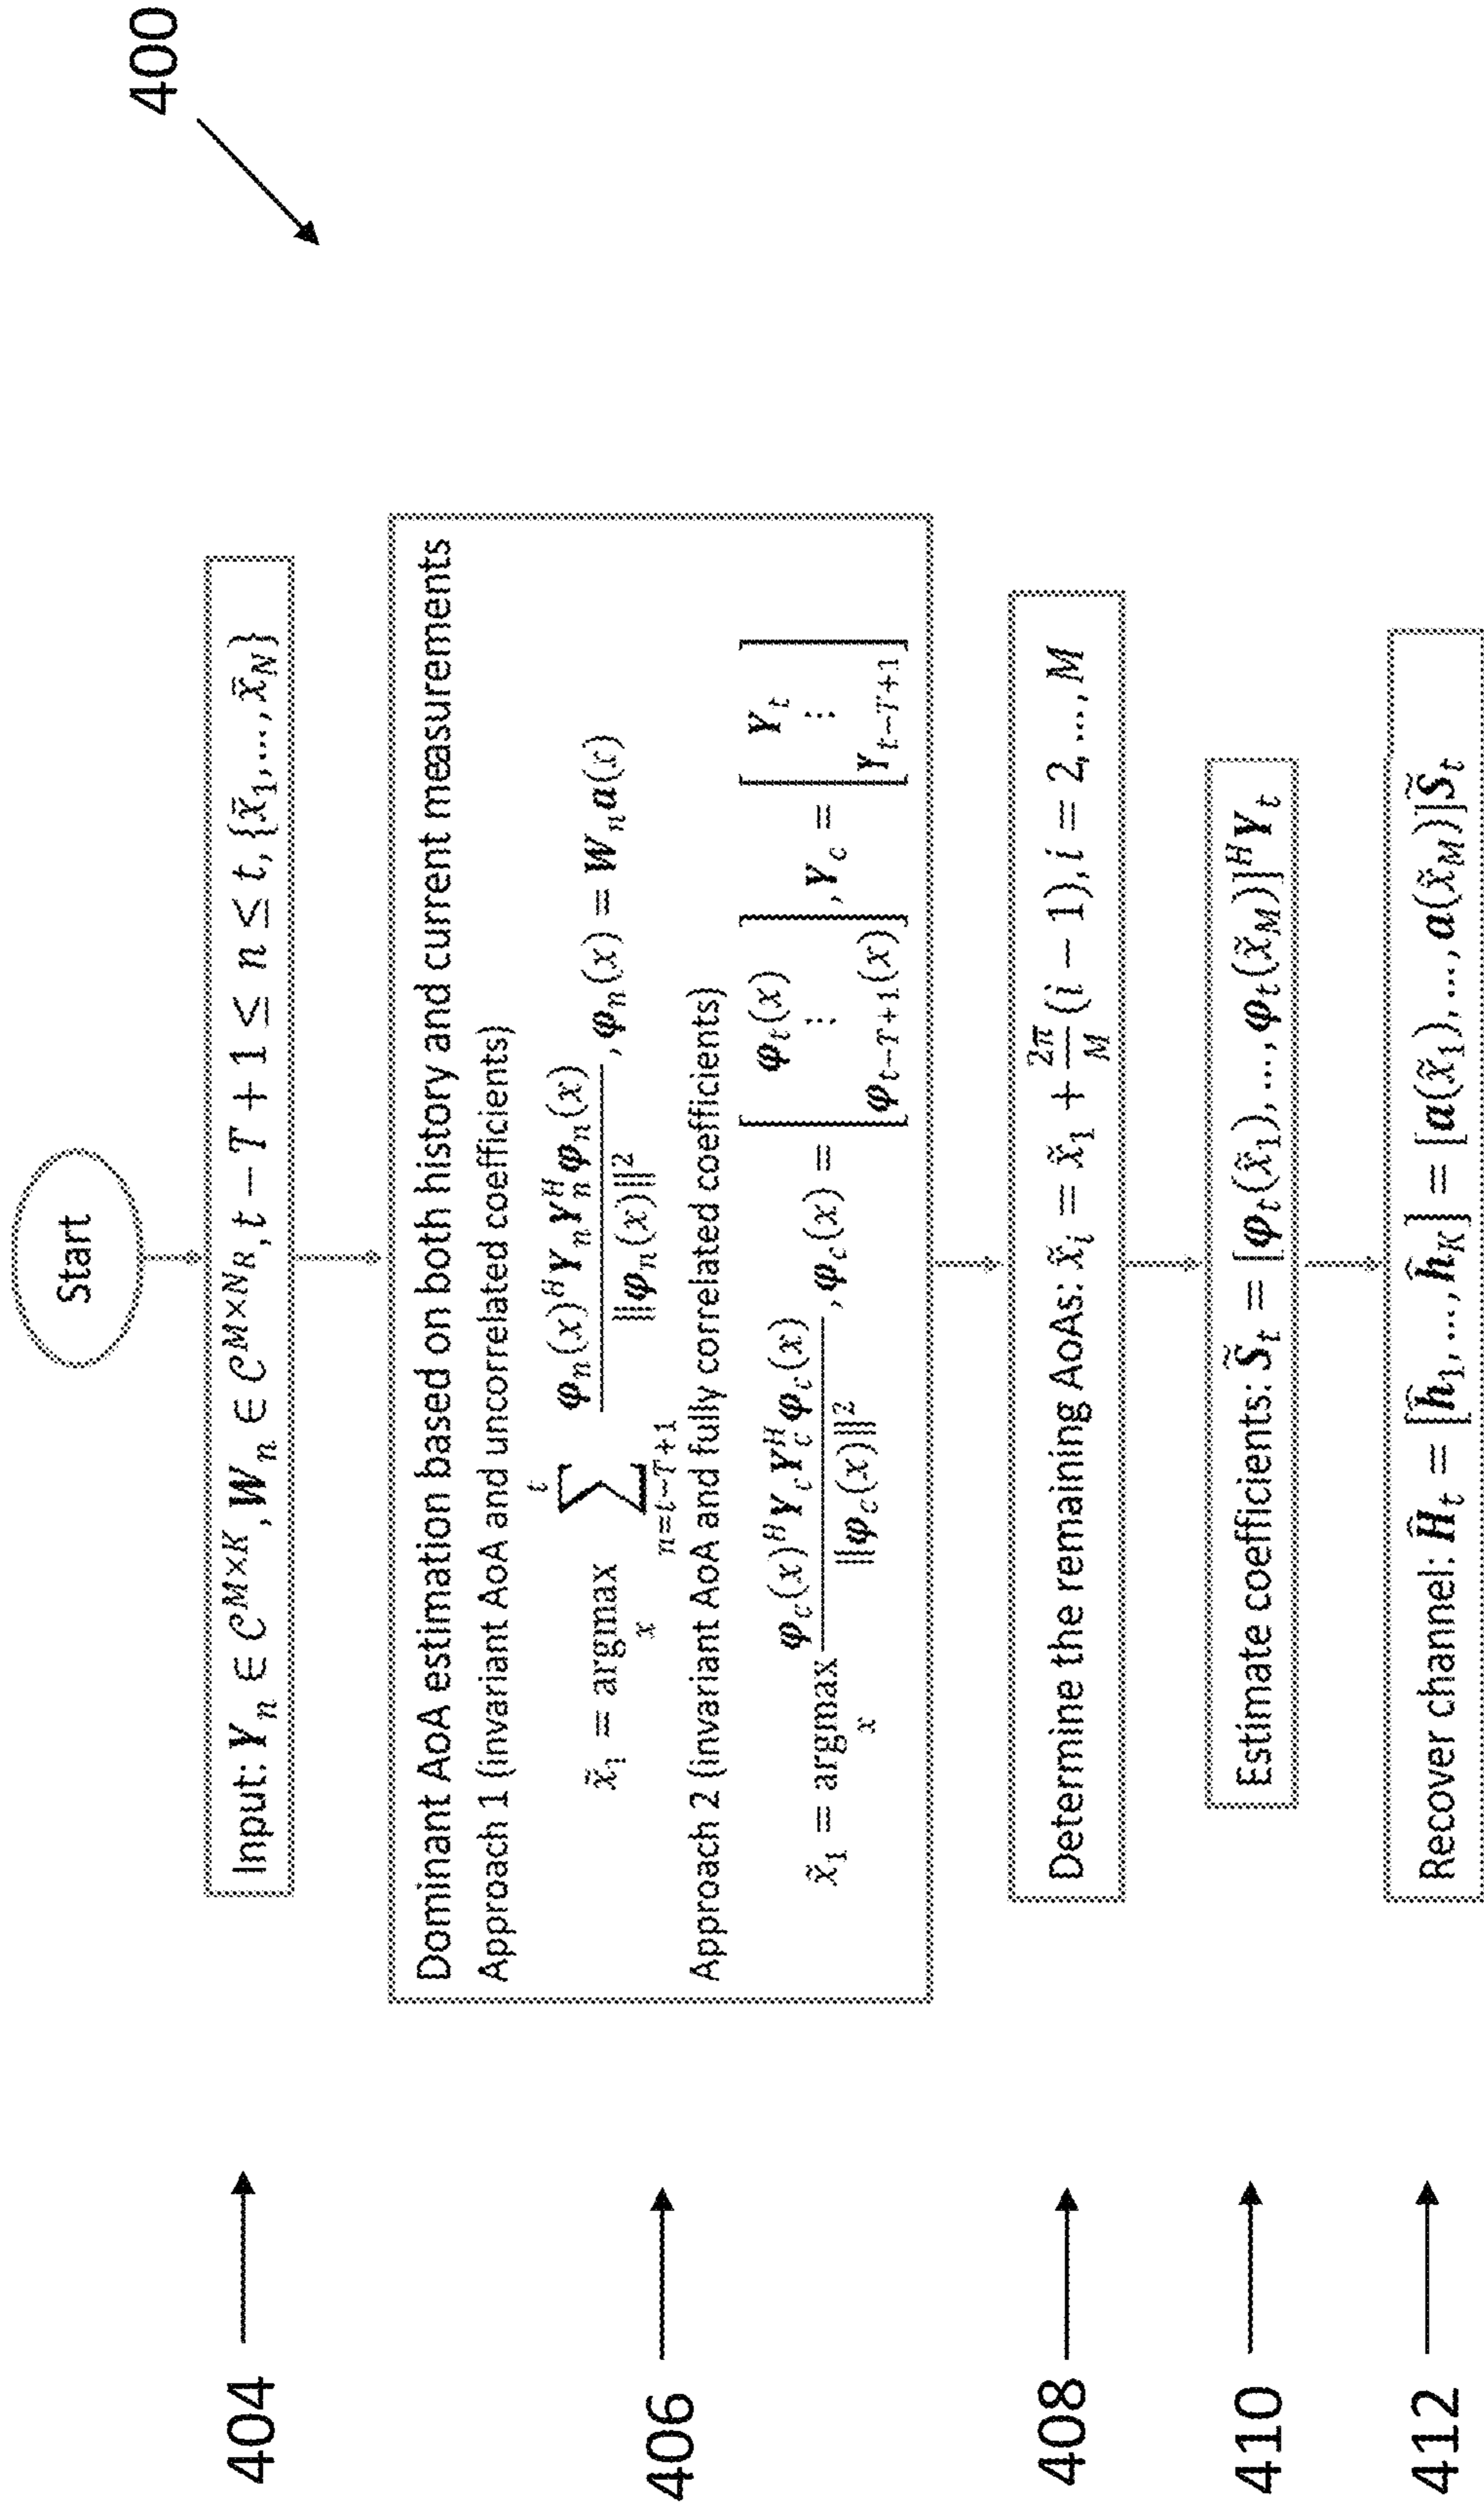 400
Start
404
Input: Y_n ∈ C^{M×K}, W_n ∈ C^{M×N_R}, t − T + 1 ≤ n ≤ t, {x̄_1, ..., x̄_N}
406
Dominant AoA estimation based on both history and current measurements
Approach 1 (invariant AoA and uncorrelated coefficients)
x̃_1 = argmax_x ∑_{n=t−T+1}^{t} φ_n(x)^H Y_n Y_n^H φ_n(x) / ‖φ_n(x)‖^2, φ_n(x) = W_n a(x)
Approach 2 (invariant AoA and fully correlated coefficients)
x̃_1 = argmax_x φ_c(x)^H Y_c Y_c^H φ_c(x) / ‖φ_c(x)‖^2, φ_c(x) = [φ_t(x) ⋮ φ_{t−T+1}(x)], Y_c = [Y_t ⋮ Y_{t−T+1}]
408
Determine the remaining AoAs: x̃_i = x̃_1 + 2π/M (i − 1), i = 2, ..., M
410
Estimate coefficients: S̃_t = [φ_t(x̃_1), ..., φ_t(x̃_M)]^H Y_t
412
Recover channel: Ĥ_t = [ĥ_1, ..., ĥ_K] = [a(x̃_1), ..., a(x̃_M)]S̃_t